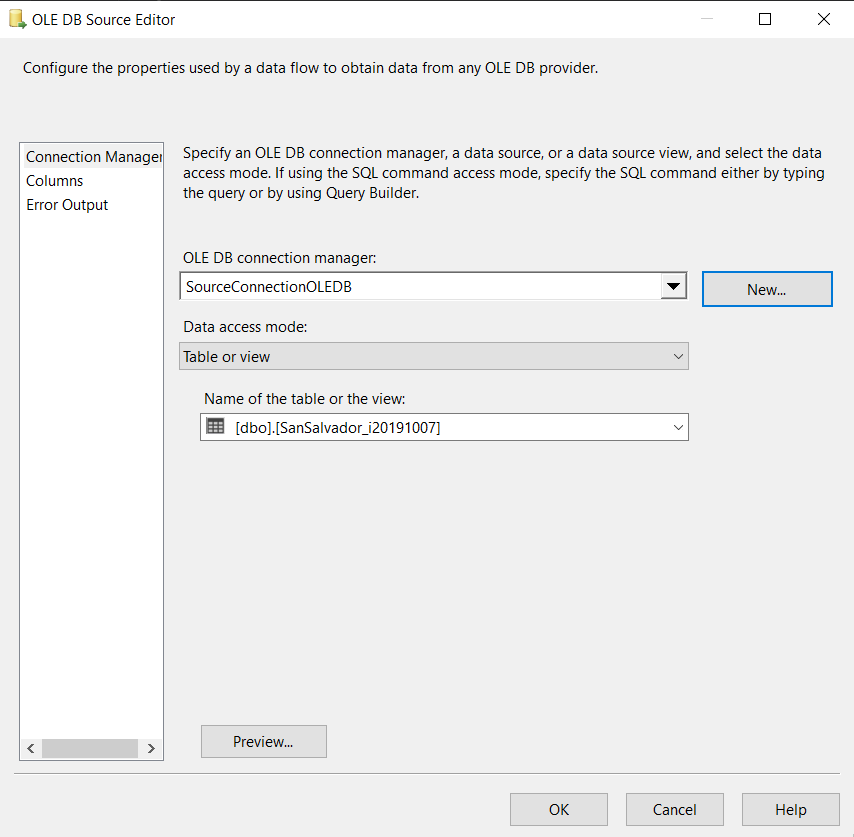 OLE DB Source Editor
Configure the properties used by a data flow to obtain data from any OLE DB provider.
Connection Manager
Columns
Error Output
Specify an OLE DB connection manager, a data source, or a data source view, and select the data
access mode. If using the SQL command access mode, specify the SQL command either by typing
the query or by using Query Builder.
OLE DB connection manager:
SourceConnectionOLEDB
New...
Data access mode:
Table or view
Name of the table or the view:
[dbo].[SanSalvador_i20191007]
Preview...
OK
Cancel
Help